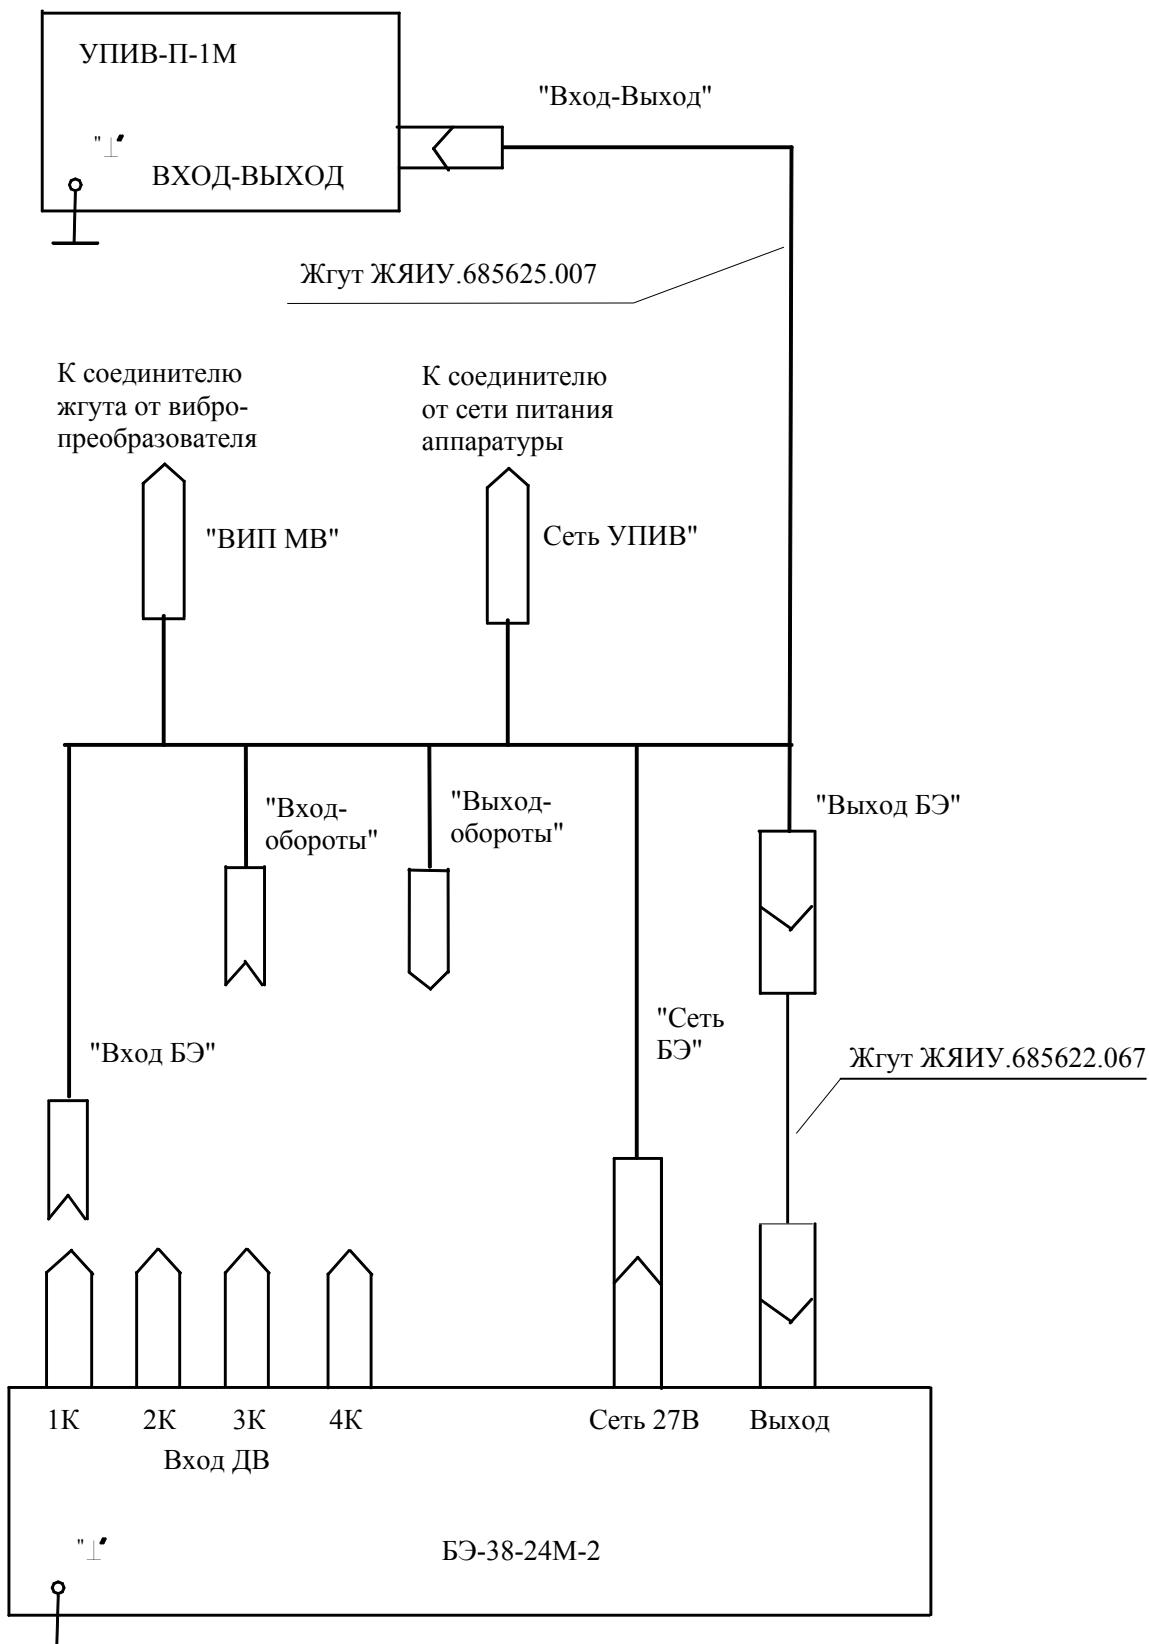 УПИВ-П-1М
"Вход-Выход"
"⊥"
ВХОД-ВЫХОД
Жгут ЖЯИУ.685625.007
К соединителю
жгута от вибро-
преобразователя
К соединителю
от сети питания
аппаратуры
"ВИП МВ"
Сеть УПИВ"
"Вход-
обороты"
"Выход-
обороты"
"Выход БЭ"
"Сеть
БЭ"
"Вход БЭ"
Жгут ЖЯИУ.685622.067
1К 2К 3К 4К Сеть 27В Выход
Вход ДВ
"⊥"
БЭ-38-24М-2